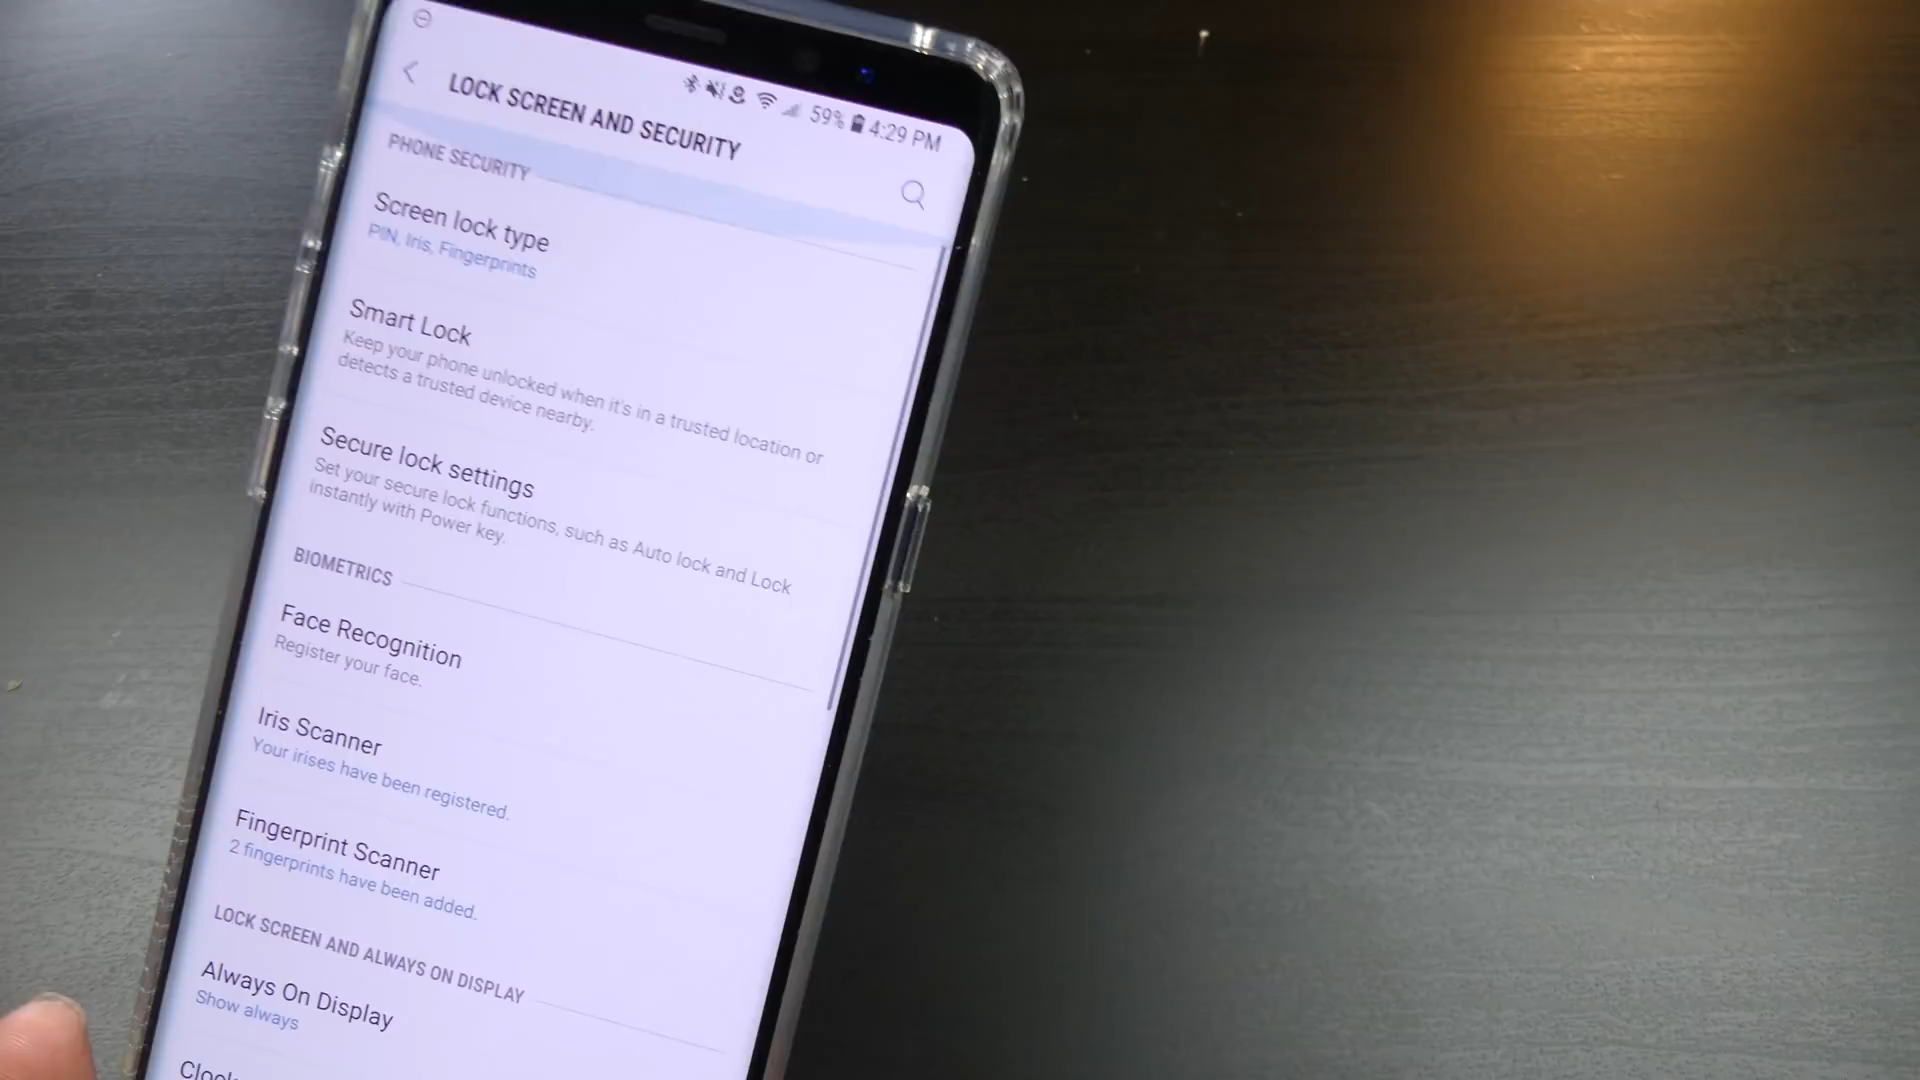 59% 4:29 PM
LOCK SCREEN AND SECURITY
PHONE SECURITY
Screen lock type
PIN, Iris, Fingerprints
Smart Lock
Keep your phone unlocked when it's in a trusted location or
detects a trusted device nearby.
Secure lock settings
Set your secure lock functions, such as Auto lock and Lock
instantly with Power key.
BIOMETRICS
Face Recognition
Register your face.
Iris Scanner
Your irises have been registered.
Fingerprint Scanner
2 fingerprints have been added.
LOCK SCREEN AND ALWAYS ON DISPLAY
Always On Display
Show always